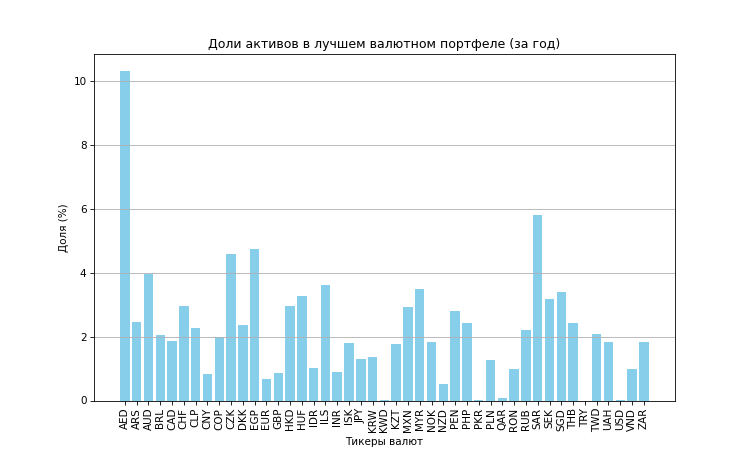 Доли активов в лучшем валютном портфеле (за год)
Доля (%)
10
8
6
4
2
0
AED ARS AUD BRL CAD CHF CLP CNY COP CZK DKK EGP EUR GBP HKD HUF IDR ILS INR ISK JPY KRW KWD KZT MXN MYR NOK NZD PEN PHP PKR PLN QAR RON RUB SAR SEK SGD THB TRY TWD UAH USD VND ZAR
Тикеры валют